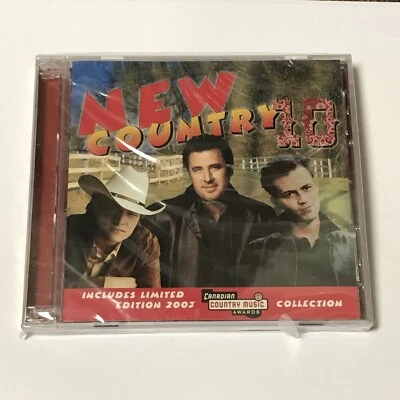 NEW
COUNTRY 10
INCLUDES LIMITED
EDITION 2003
CANADIAN
COUNTRY MUSIC
AWARDS
COLLECTION